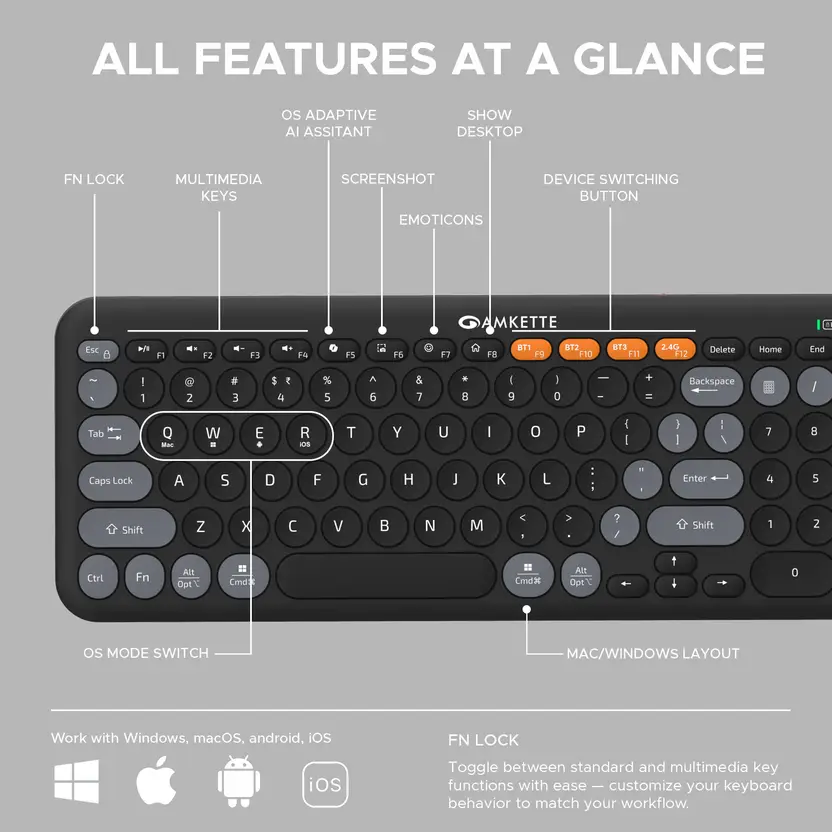 ALL FEATURES AT A GLANCE
OS ADAPTIVE
AI ASSITANT
SHOW
DESKTOP
FN LOCK
MULTIMEDIA
KEYS
SCREENSHOT
DEVICE SWITCHING
BUTTON
EMOTICONS
AMKETTE
Esc F1 F2 F3 F4 F5 F6 F7 F8 BT1 F9 BT2 F10 BT3 F11 2.4G F12 Delete Home End
~ ! @ # $ ₹ % ^ & * ( ) — + Backspace
` 1 2 3 4 5 6 7 8 9 0 - = /
Tab Q W E R T Y U I O P { [ } ] | \ 7 8
Mac iOS
Caps Lock A S D F G H J K L : ; " ' Enter 4 5
Shift Z X C V B N M < , > . ? / Shift 1 2
Ctrl Fn Alt Opt⌥ Cmd⌘ Cmd⌘ Alt Opt⌥ ← ↑ ↓ → 0
OS MODE SWITCH
MAC/WINDOWS LAYOUT
Work with Windows, macOS, android, iOS
iOS
FN LOCK
Toggle between standard and multimedia key
functions with ease — customize your keyboard
behavior to match your workflow.